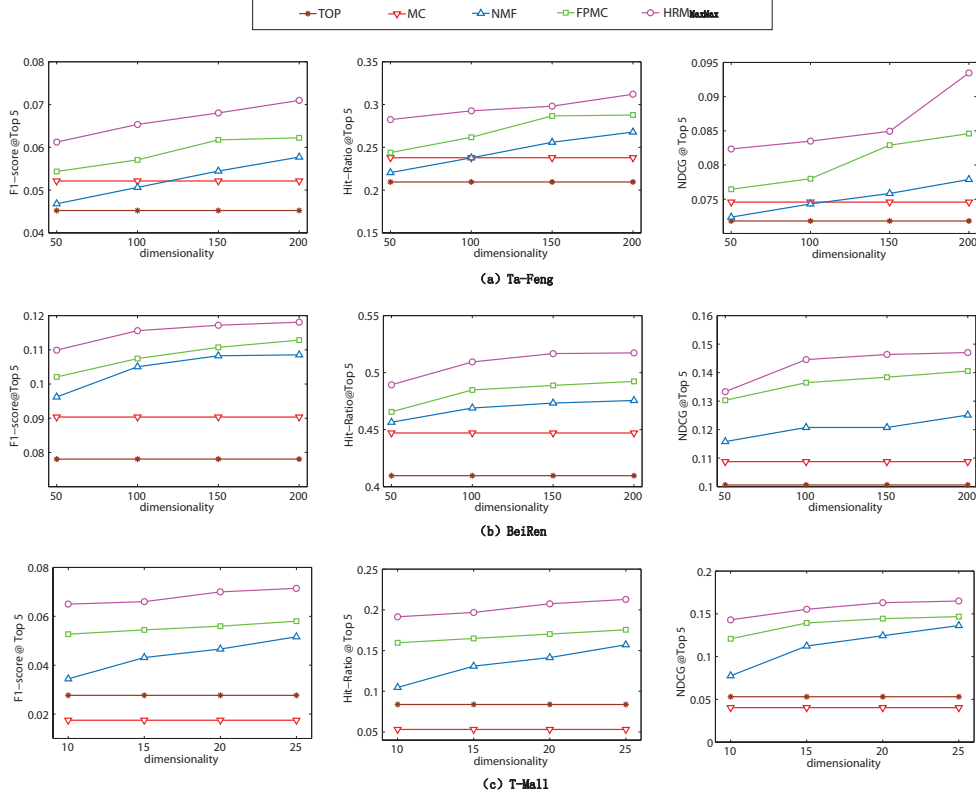 TOP MC NMF FPMC HRMMaxMax
0.08
0.07
0.06
0.05
0.04
F1-score @Top 5
50 100 150 200
dimensionality
0.35
0.3
0.25
0.2
0.15
Hit-Ratio @Top 5
50 100 150 200
dimensionality
0.095
0.085
0.075
NDCG @ Top 5
50 100 150 200
dimensionality
(a) Ta-Feng
0.12
0.11
0.1
0.09
0.08
F1-score@Top 5
50 100 150 200
dimensionality
0.55
0.5
0.45
0.4
Hit-Ratio@Top 5
50 100 150 200
dimensionality
0.16
0.15
0.14
0.13
0.12
0.11
0.1
NDCG @Top 5
50 100 150 200
dimensionality
(b) BeiRen
0.08
0.06
0.04
0.02
F1-score @ Top 5
10 15 20 25
dimensionality
0.25
0.2
0.15
0.1
0.05
Hit-Ratio @ Top 5
10 15 20 25
dimensionality
0.2
0.15
0.1
0.05
0
NDCG @Top 5
10 15 20 25
dimensionality
(c) T-Mall